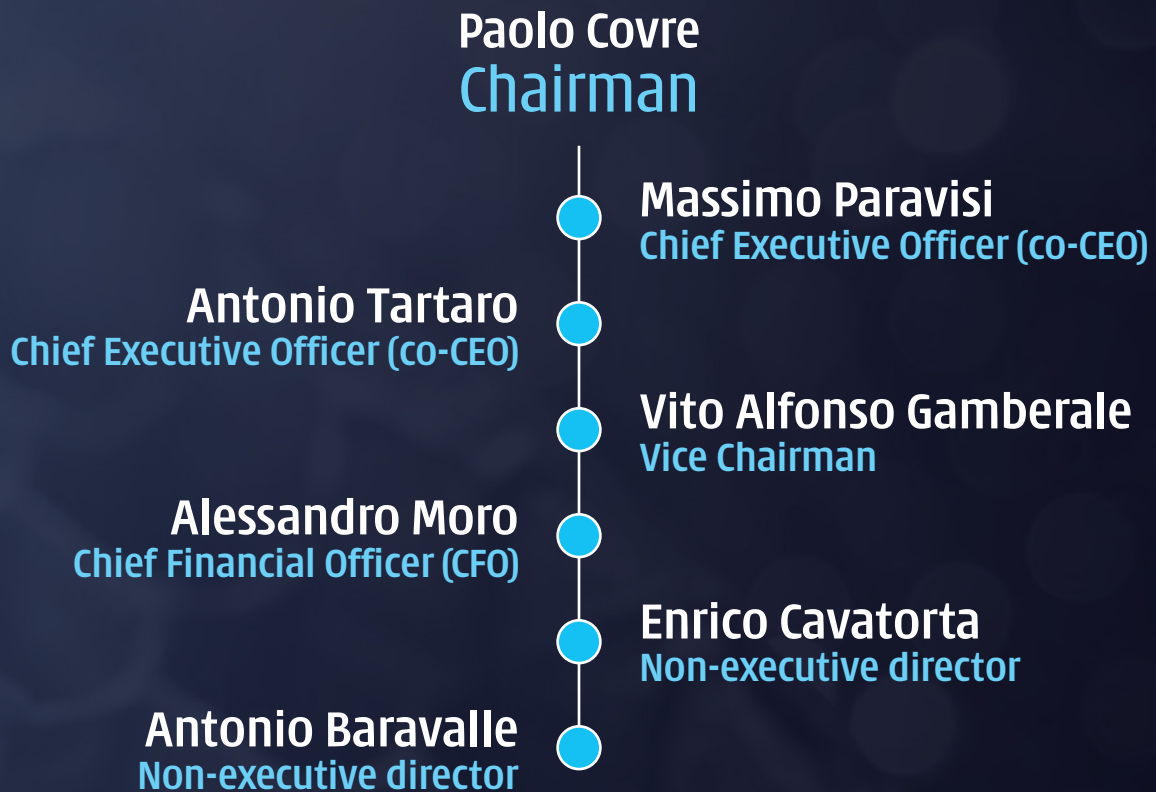 Paolo Covre
Chairman
Massimo Paravisi
Chief Executive Officer (co-CEO)
Antonio Tartaro
Chief Executive Officer (co-CEO)
Vito Alfonso Gamberale
Vice Chairman
Alessandro Moro
Chief Financial Officer (CFO)
Enrico Cavatorta
Non-executive director
Antonio Baravalle
Non-executive director